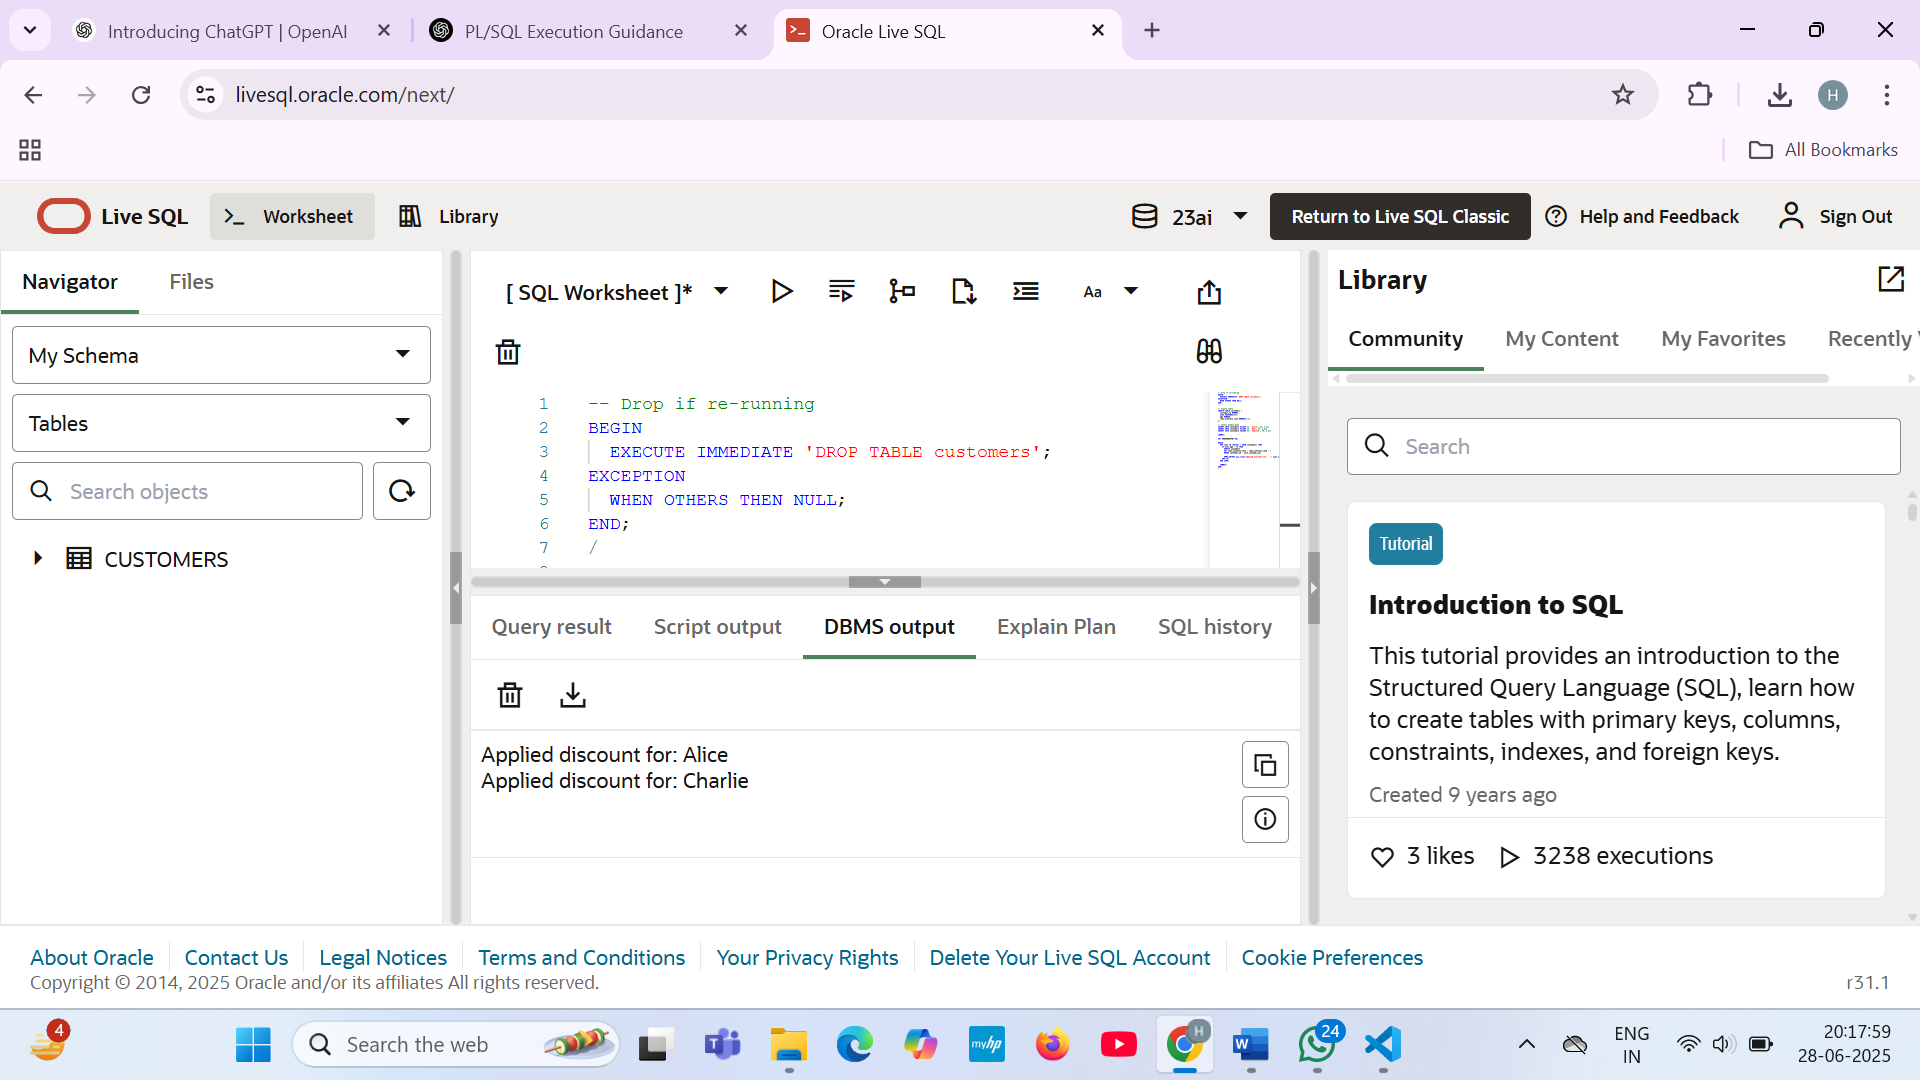 Introducing ChatGPT | OpenAI
PL/SQL Execution Guidance
Oracle Live SQL
livesql.oracle.com/next/
H
All Bookmarks
Live SQL
Worksheet
Library
23ai
Return to Live SQL Classic
Help and Feedback
Sign Out
Navigator
Files
My Schema
Tables
Search objects
CUSTOMERS
[ SQL Worksheet ]*
Aa
1 -- Drop if re-running
2 BEGIN
3 EXECUTE IMMEDIATE 'DROP TABLE customers';
4 EXCEPTION
5 WHEN OTHERS THEN NULL;
6 END;
7 /
Query result
Script output
DBMS output
Explain Plan
SQL history
Applied discount for: Alice
Applied discount for: Charlie
Library
Community
My Content
My Favorites
Recently
Search
Tutorial
Introduction to SQL
This tutorial provides an introduction to the
Structured Query Language (SQL), learn how
to create tables with primary keys, columns,
constraints, indexes, and foreign keys.
Created 9 years ago
3 likes
3238 executions
About Oracle
Contact Us
Legal Notices
Terms and Conditions
Your Privacy Rights
Delete Your Live SQL Account
Cookie Preferences
Copyright © 2014, 2025 Oracle and/or its affiliates All rights reserved.
r31.1
4
Search the web
myhp
H
W
24
ENG
IN
20:17:59
28-06-2025